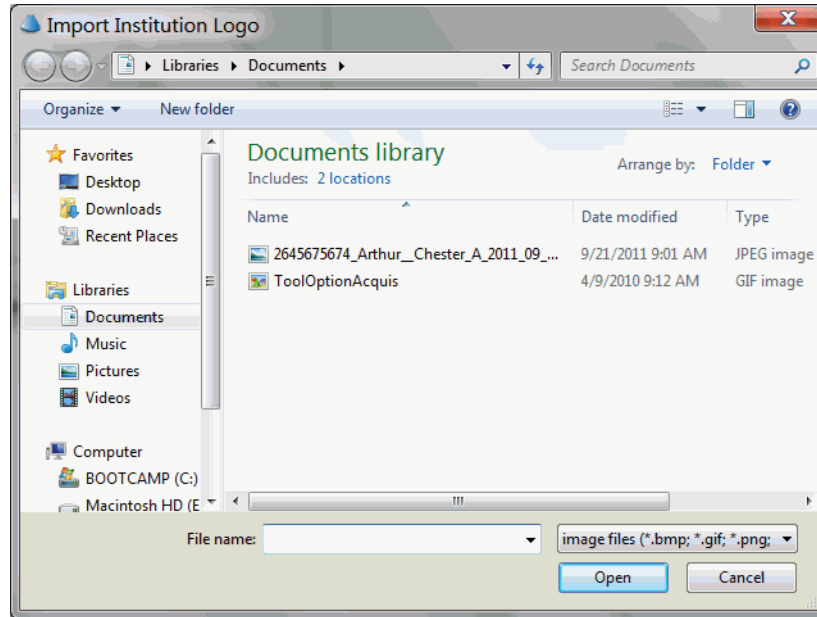 Import Institution Logo
Libraries Documents
Search Documents
Organize New folder
Favorites
Desktop
Downloads
Recent Places
Libraries
Documents
Music
Pictures
Videos
Computer
BOOTCAMP (C:)
Macintosh HD (E
Documents library
Includes: 2 locations
Arrange by: Folder
Name Date modified Type
2645675674_Arthur__Chester_A_2011_09_... 9/21/2011 9:01 AM JPEG image
ToolOptionAcquis 4/9/2010 9:12 AM GIF image
File name: image files (*.bmp; *.gif; *.png;
Open Cancel